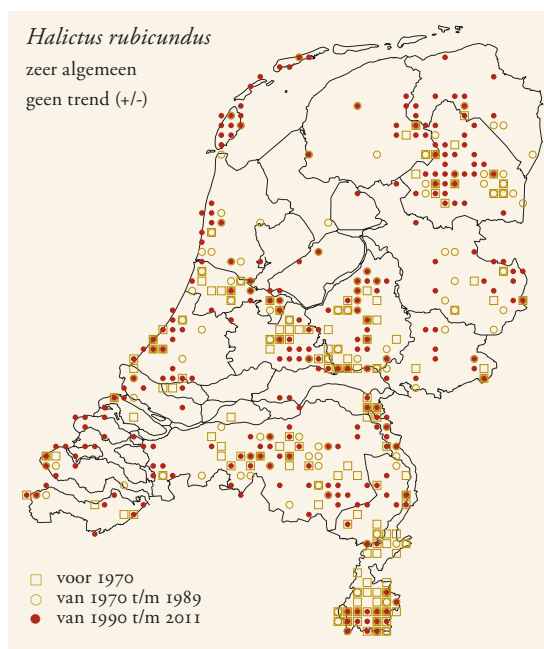 Halictus rubicundus
zeer algemeen
geen trend (+/-)
voor 1970
van 1970 t/m 1989
van 1990 t/m 2011